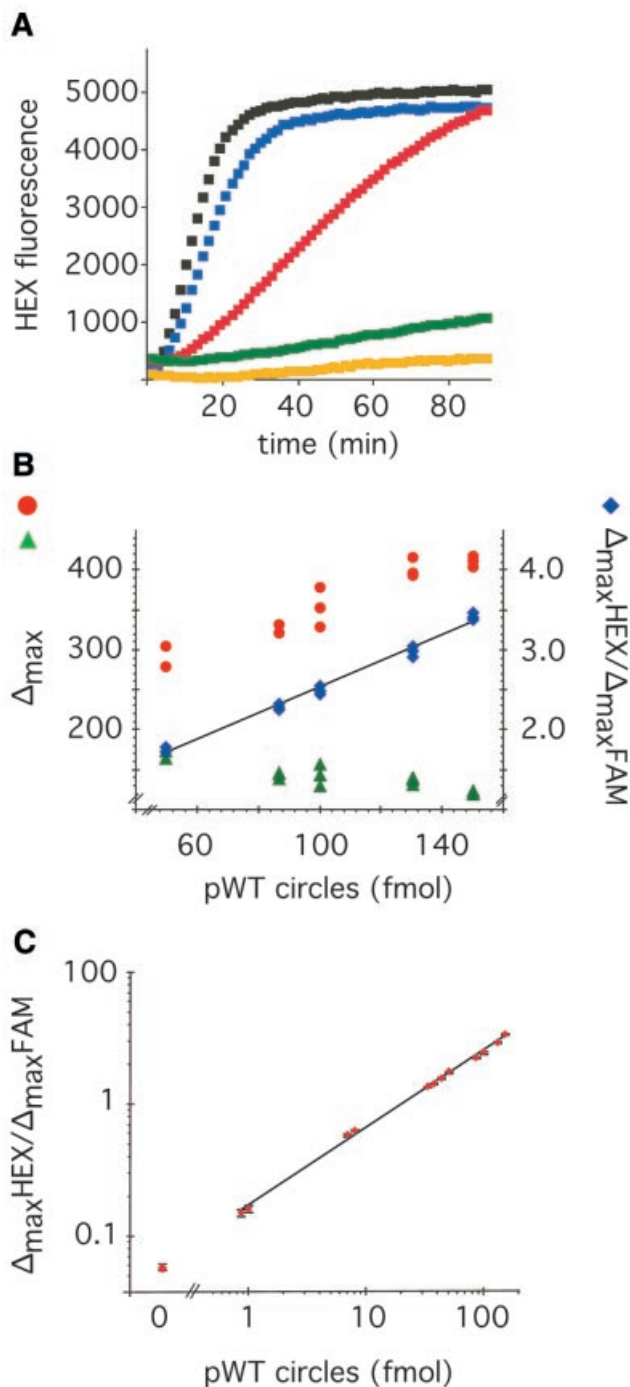 A
HEX fluorescence
5000
4000
3000
2000
1000
20 40 60 80
time (min)
B
Δmax
400
300
200
4.0
3.0
2.0
ΔmaxHEX/ΔmaxFAM
60 100 140
pWT circles (fmol)
C
ΔmaxHEX/ΔmaxFAM
100
1
0.1
0 1 10 100
pWT circles (fmol)